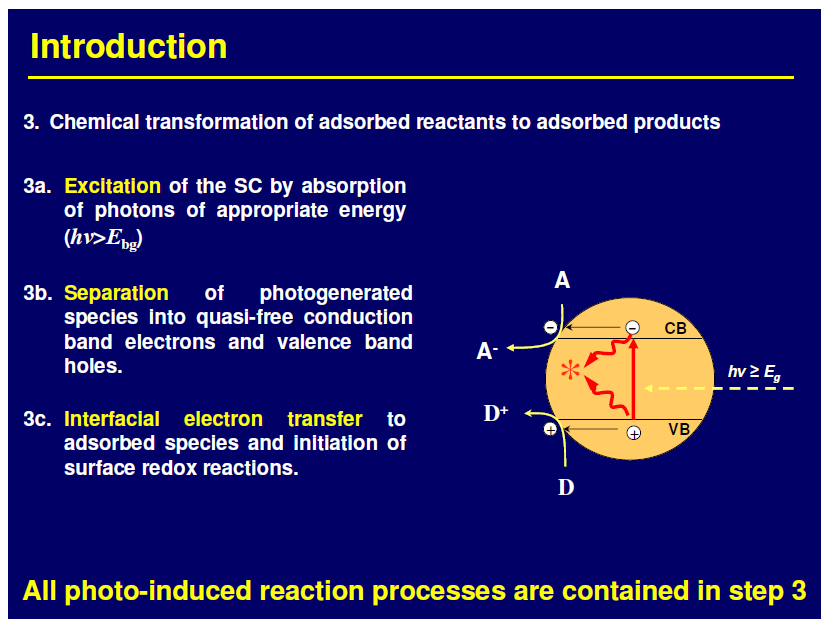 Introduction
3. Chemical transformation of adsorbed reactants to adsorbed products
3a. Excitation of the SC by absorption
of photons of appropriate energy
(hν>Ebg)
3b. Separation of photogenerated
species into quasi-free conduction
band electrons and valence band
holes.
3c. Interfacial electron transfer to
adsorbed species and initiation of
surface redox reactions.
A
−
−
CB
A-
*
hν ≥ Eg
D+
+
+
VB
D
All photo-induced reaction processes are contained in step 3